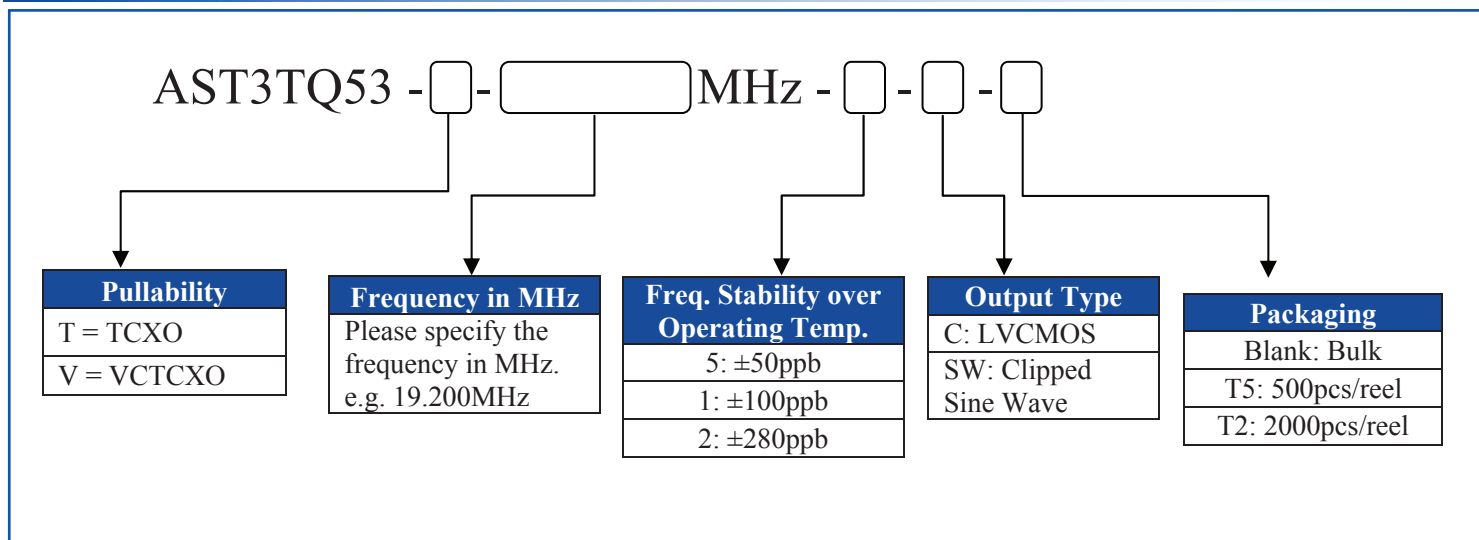 AST3TQ53 - - MHz - - -
Pullability
T = TCXO
V = VCTCXO
Frequency in MHz
Please specify the
frequency in MHz.
e.g. 19.200MHz
Freq. Stability over
Operating Temp.
5: ±50ppb
1: ±100ppb
2: ±280ppb
Output Type
C: LVCMOS
SW: Clipped
Sine Wave
Packaging
Blank: Bulk
T5: 500pcs/reel
T2: 2000pcs/reel